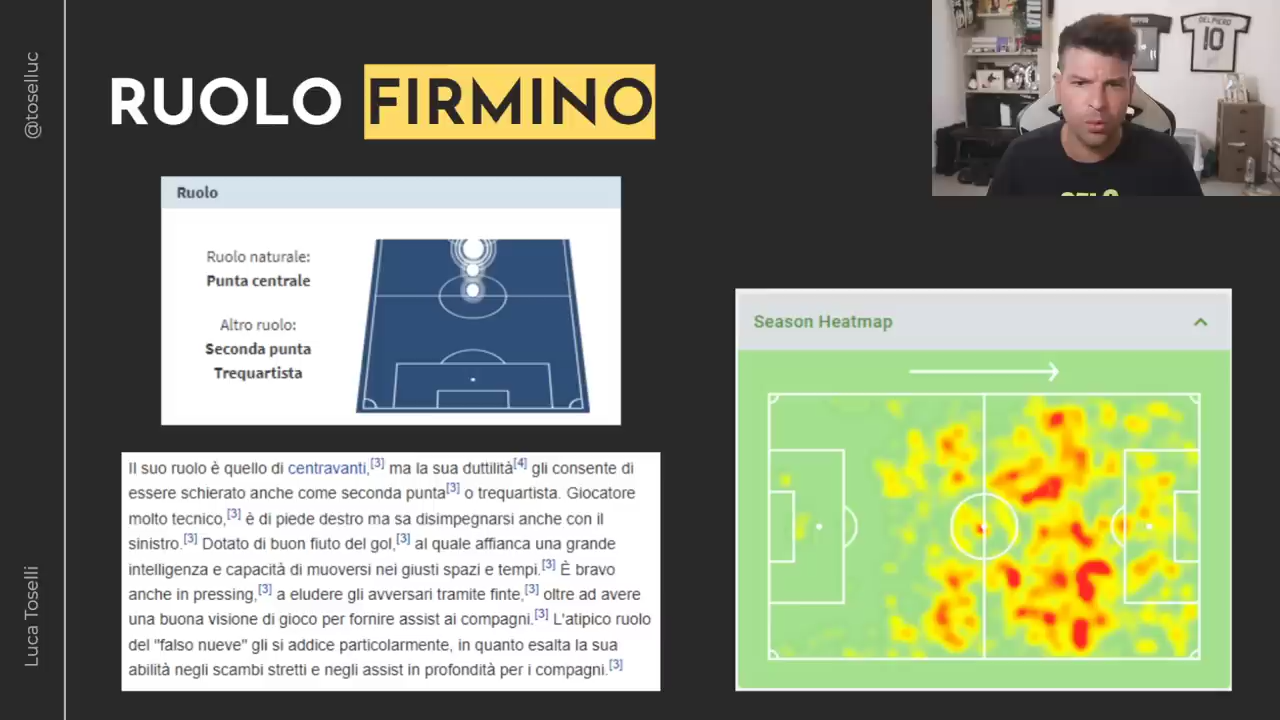 @toselluc
Luca Toselli
RUOLO FIRMINO
DEL PIERO
10
Ruolo
Ruolo naturale:
Punta centrale
Altro ruolo:
Seconda punta
Trequartista
Il suo ruolo è quello di centravanti,[3] ma la sua duttilità[4] gli consente di
essere schierato anche come seconda punta[3] o trequartista. Giocatore
molto tecnico,[3] è di piede destro ma sa disimpegnarsi anche con il
sinistro.[3] Dotato di buon fiuto del gol,[3] al quale affianca una grande
intelligenza e capacità di muoversi nei giusti spazi e tempi.[3] È bravo
anche in pressing,[3] a eludere gli avversari tramite finte,[3] oltre ad avere
una buona visione di gioco per fornire assist ai compagni.[3] L'atipico ruolo
del "falso nueve" gli si addice particolarmente, in quanto esalta la sua
abilità negli scambi stretti e negli assist in profondità per i compagni.[3]
Season Heatmap